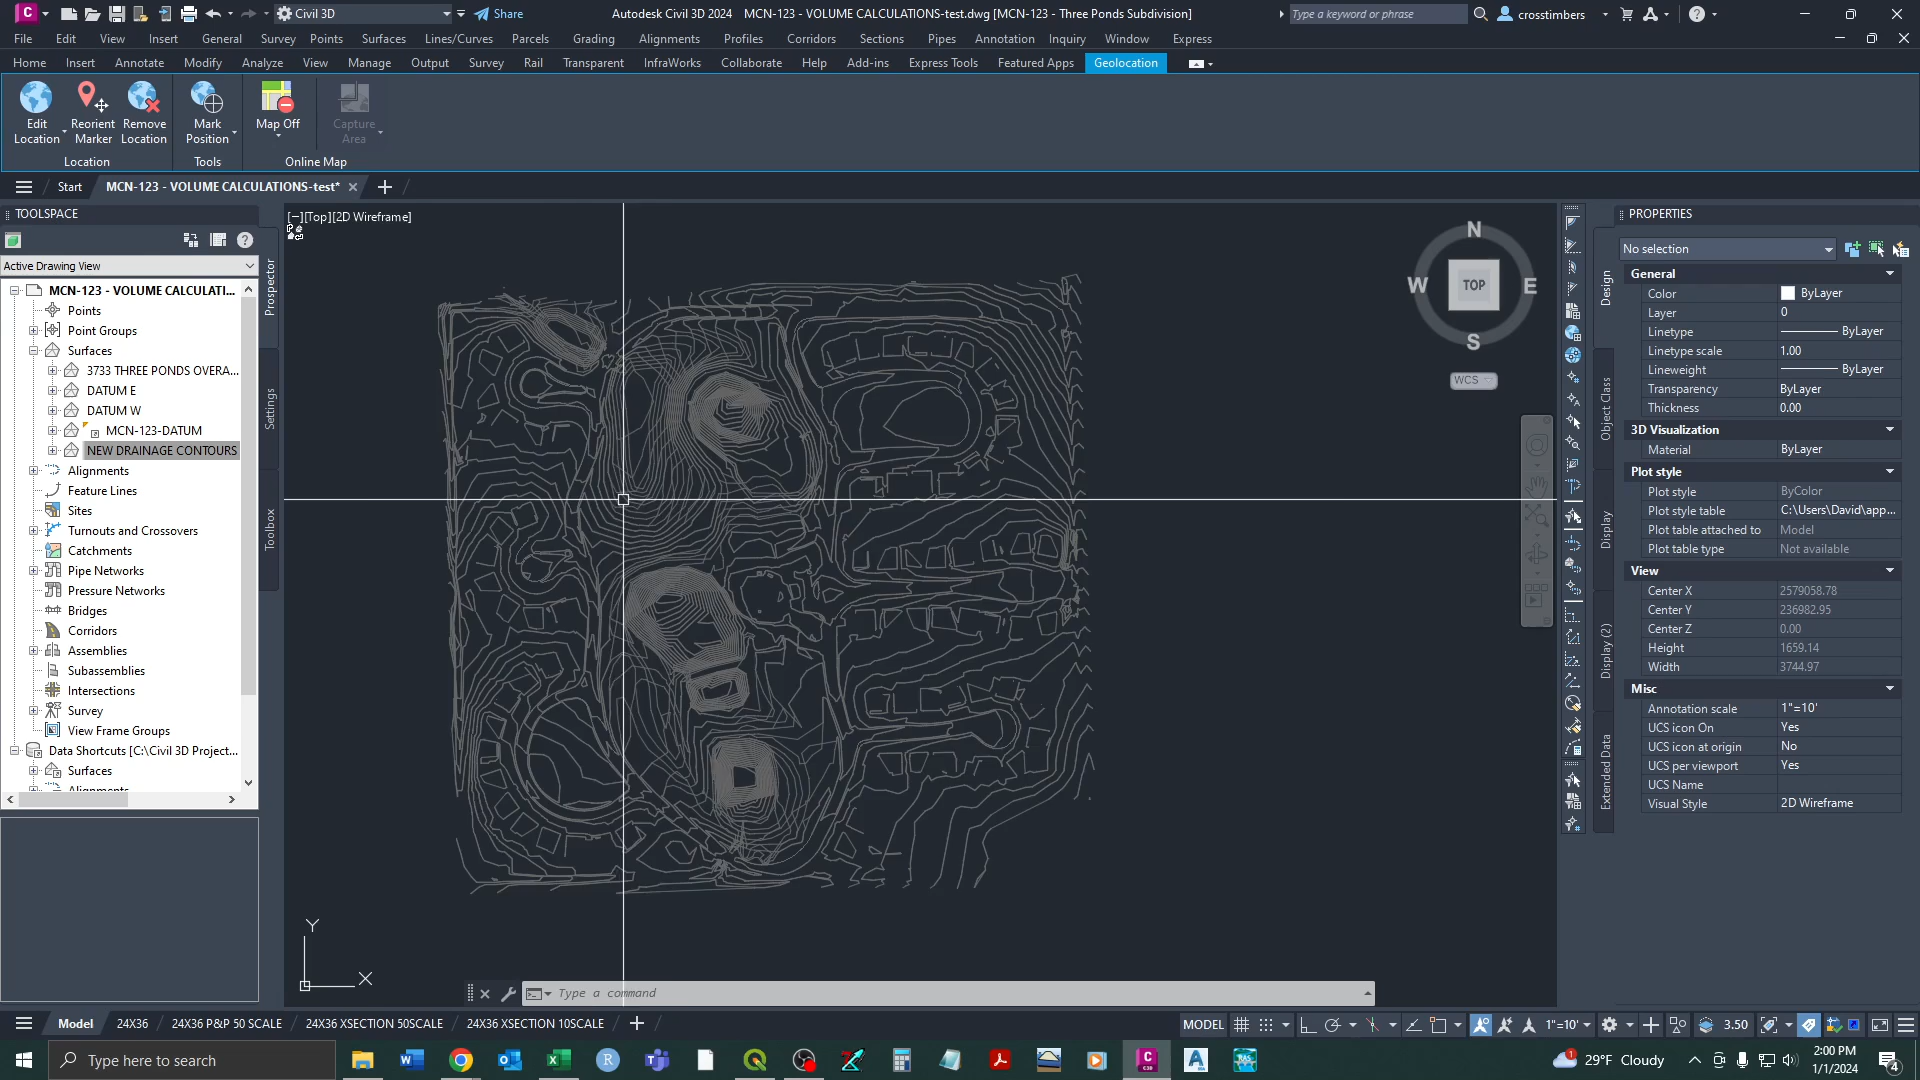 Civil 3D
Share
Autodesk Civil 3D 2024 MCN-123 - VOLUME CALCULATIONS-test.dwg [MCN-123 - Three Ponds Subdivision]
Type a keyword or phrase
crosstimbers
File Edit View Insert General Survey Points Surfaces Lines/Curves Parcels Grading Alignments Profiles Corridors Sections Pipes Annotation Inquiry Window Express
Home Insert Annotate Modify Analyze View Manage Output Survey Rail Transparent InfraWorks Collaborate Help Add-ins Express Tools Featured Apps Geolocation
Edit Location
Reorient Marker
Remove Location
Mark Position
Map Off
Capture Area
Location Tools Online Map
Start MCN-123 - VOLUME CALCULATIONS-test*
TOOLSPACE
Active Drawing View
MCN-123 - VOLUME CALCULATI...
Points
Point Groups
Surfaces
3733 THREE PONDS OVERA...
DATUM E
DATUM W
MCN-123-DATUM
NEW DRAINAGE CONTOURS
Alignments
Feature Lines
Sites
Turnouts and Crossovers
Catchments
Pipe Networks
Pressure Networks
Bridges
Corridors
Assemblies
Subassemblies
Intersections
Survey
View Frame Groups
Data Shortcuts [C:\Civil 3D Project...
Surfaces
Prospector
Settings
Toolbox
[−][Top][2D Wireframe]
N
W TOP E
S
WCS
Y
X
Type a command
PROPERTIES
No selection
General
Color ByLayer
Layer 0
Linetype ByLayer
Linetype scale 1.00
Lineweight ByLayer
Transparency ByLayer
Thickness 0.00
3D Visualization
Material ByLayer
Plot style
Plot style ByColor
Plot style table C:\Users\David\app...
Plot table attached to Model
Plot table type Not available
View
Center X 2579058.78
Center Y 236982.95
Center Z 0.00
Height 1659.14
Width 3744.97
Misc
Annotation scale 1"=10'
UCS icon On Yes
UCS icon at origin No
UCS per viewport Yes
UCS Name
Visual Style 2D Wireframe
Design
Object Class
Display
Display (2)
Extended Data
Model 24X36 24X36 P&P 50 SCALE 24X36 XSECTION 50SCALE 24X36 XSECTION 10SCALE
MODEL 1"=10' 3.50
Type here to search
29°F Cloudy
2:00 PM
1/1/2024